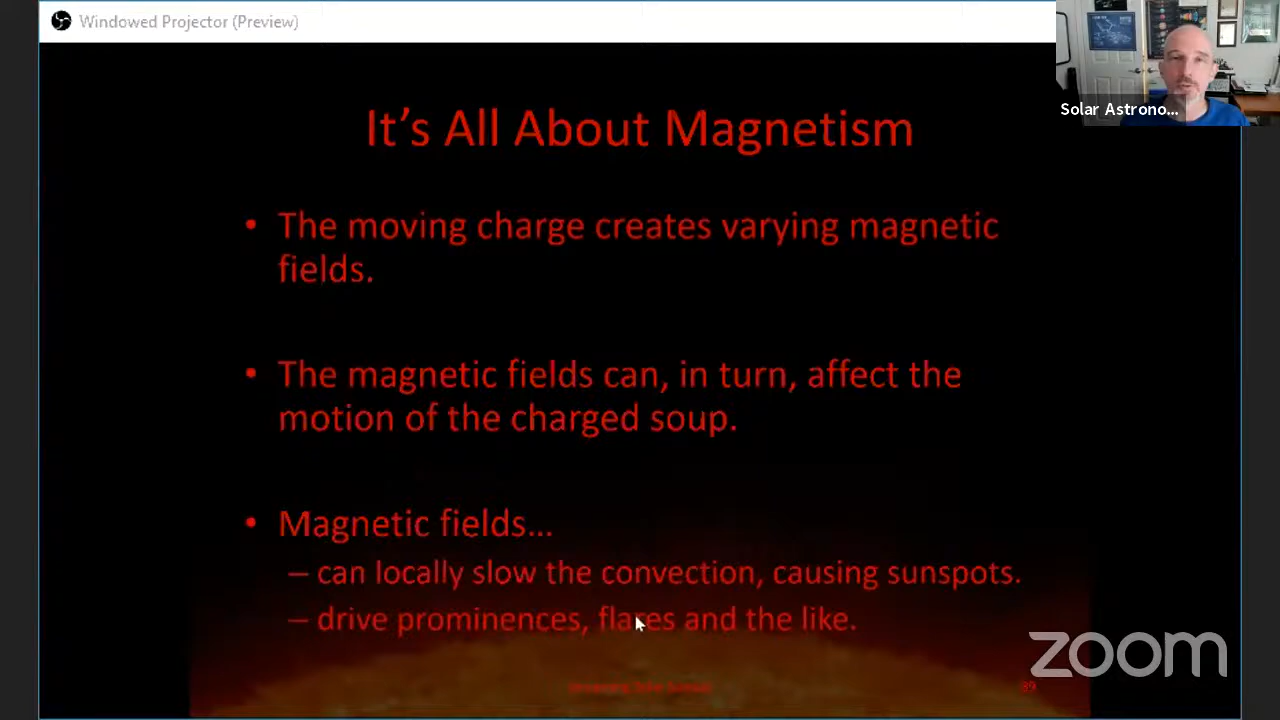 Windowed Projector (Preview)
Solar Astrono...
It's All About Magnetism
• The moving charge creates varying magnetic
fields.
• The magnetic fields can, in turn, affect the
motion of the charged soup.
• Magnetic fields...
– can locally slow the convection, causing sunspots.
– drive prominences, flares and the like.
zoom